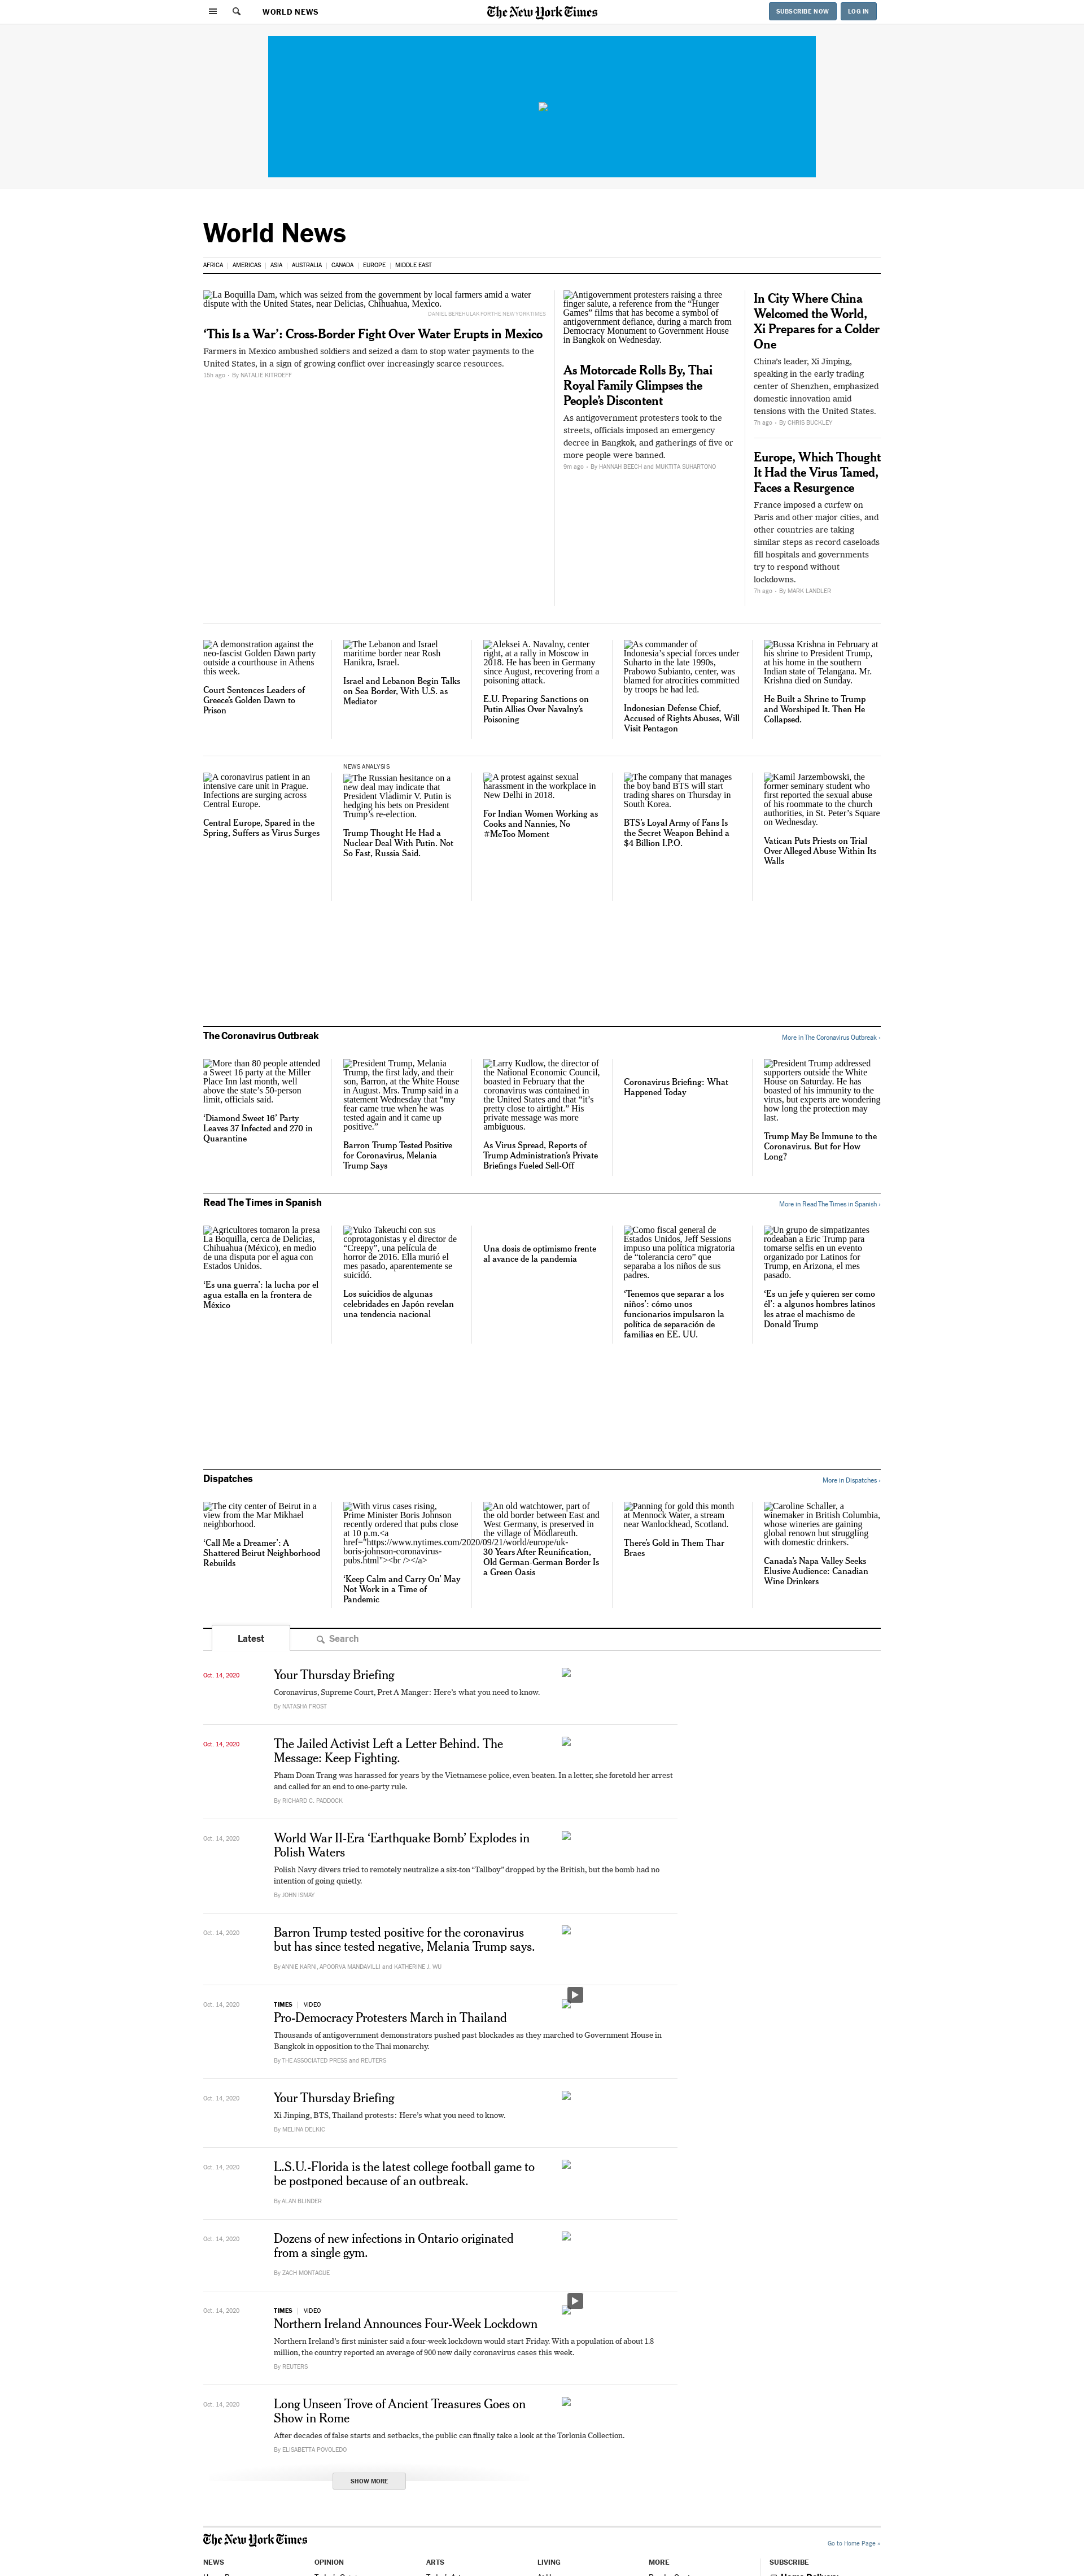 WORLD NEWS
The New York Times
SUBSCRIBE NOW
LOG IN
World News
AFRICA
AMERICAS
ASIA
AUSTRALIA
CANADA
EUROPE
MIDDLE EAST
La Boquilla Dam, which was seized from the government by local farmers amid a water
dispute with the United States, near Delicias, Chihuahua, Mexico.
DANIEL BEREHULAK FOR THE NEW YORK TIMES
‘This Is a War’: Cross-Border Fight Over Water Erupts in Mexico
Farmers in Mexico ambushed soldiers and seized a dam to stop water payments to the
United States, in a sign of growing conflict over increasingly scarce resources.
15h ago
By NATALIE KITROEFF
Antigovernment protesters raising a three
finger salute, a reference from the “Hunger
Games” films that has become a symbol of
antigovernment defiance, during a march from
Democracy Monument to Government House
in Bangkok on Wednesday.
As Motorcade Rolls By, Thai
Royal Family Glimpses the
People’s Discontent
As antigovernment protesters took to the
streets, officials imposed an emergency
decree in Bangkok, and gatherings of five or
more people were banned.
9m ago
By HANNAH BEECH and MUKTITA SUHARTONO
In City Where China
Welcomed the World,
Xi Prepares for a Colder
One
China’s leader, Xi Jinping,
speaking in the early trading
center of Shenzhen, emphasized
domestic innovation amid
tensions with the United States.
7h ago
By CHRIS BUCKLEY
Europe, Which Thought
It Had the Virus Tamed,
Faces a Resurgence
France imposed a curfew on
Paris and other major cities, and
other countries are taking
similar steps as record caseloads
fill hospitals and governments
try to respond without
lockdowns.
7h ago
By MARK LANDLER
A demonstration against the
neo-fascist Golden Dawn party
outside a courthouse in Athens
this week.
Court Sentences Leaders of
Greece’s Golden Dawn to
Prison
The Lebanon and Israel
maritime border near Rosh
Hanikra, Israel.
Israel and Lebanon Begin Talks
on Sea Border, With U.S. as
Mediator
Aleksei A. Navalny, center
right, at a rally in Moscow in
2018. He has been in Germany
since August, recovering from a
poisoning attack.
E.U. Preparing Sanctions on
Putin Allies Over Navalny’s
Poisoning
As commander of
Indonesia’s special forces under
Suharto in the late 1990s,
Prabowo Subianto, center, was
blamed for atrocities committed
by troops he had led.
Indonesian Defense Chief,
Accused of Rights Abuses, Will
Visit Pentagon
Bussa Krishna in February at
his shrine to President Trump,
at his home in the southern
Indian state of Telangana. Mr.
Krishna died on Sunday.
He Built a Shrine to Trump
and Worshiped It. Then He
Collapsed.
A coronavirus patient in an
intensive care unit in Prague.
Infections are surging across
Central Europe.
Central Europe, Spared in the
Spring, Suffers as Virus Surges
NEWS ANALYSIS
The Russian hesitance on a
new deal may indicate that
President Vladimir V. Putin is
hedging his bets on President
Trump’s re-election.
Trump Thought He Had a
Nuclear Deal With Putin. Not
So Fast, Russia Said.
A protest against sexual
harassment in the workplace in
New Delhi in 2018.
For Indian Women Working as
Cooks and Nannies, No
#MeToo Moment
The company that manages
the boy band BTS will start
trading shares on Thursday in
South Korea.
BTS’s Loyal Army of Fans Is
the Secret Weapon Behind a
$4 Billion I.P.O.
Kamil Jarzembowski, the
former seminary student who
first reported the sexual abuse
of his roommate to the church
authorities, in St. Peter’s Square
on Wednesday.
Vatican Puts Priests on Trial
Over Alleged Abuse Within Its
Walls
The Coronavirus Outbreak
More in The Coronavirus Outbreak ›
More than 80 people attended
a Sweet 16 party at the Miller
Place Inn last month, well
above the state’s 50-person
limit, officials said.
‘Diamond Sweet 16’ Party
Leaves 37 Infected and 270 in
Quarantine
President Trump, Melania
Trump, the first lady, and their
son, Barron, at the White House
in August. Mrs. Trump said in a
statement Wednesday that “my
fear came true when he was
tested again and it came up
positive.”
Barron Trump Tested Positive
for Coronavirus, Melania
Trump Says
Larry Kudlow, the director of
the National Economic Council,
boasted in February that the
coronavirus was contained in
the United States and that “it’s
pretty close to airtight.” His
private message was more
ambiguous.
As Virus Spread, Reports of
Trump Administration’s Private
Briefings Fueled Sell-Off
Coronavirus Briefing: What
Happened Today
President Trump addressed
supporters outside the White
House on Saturday. He has
boasted of his immunity to the
virus, but experts are wondering
how long the protection may
last.
Trump May Be Immune to the
Coronavirus. But for How
Long?
Read The Times in Spanish
More in Read The Times in Spanish ›
Agricultores tomaron la presa
La Boquilla, cerca de Delicias,
Chihuahua (México), en medio
de una disputa por el agua con
Estados Unidos.
‘Es una guerra’: la lucha por el
agua estalla en la frontera de
México
Yuko Takeuchi con sus
coprotagonistas y el director de
“Creepy”, una película de
horror de 2016. Ella murió el
mes pasado, aparentemente se
suicidó.
Los suicidios de algunas
celebridades en Japón revelan
una tendencia nacional
Una dosis de optimismo frente
al avance de la pandemia
Como fiscal general de
Estados Unidos, Jeff Sessions
impuso una política migratoria
de “tolerancia cero” que
separaba a los niños de sus
padres.
‘Tenemos que separar a los
niños’: cómo unos
funcionarios impulsaron la
política de separación de
familias en EE. UU.
Un grupo de simpatizantes
rodeaban a Eric Trump para
tomarse selfis en un evento
organizado por Latinos for
Trump, en Arizona, el mes
pasado.
‘Es un jefe y quieren ser como
él’: a algunos hombres latinos
les atrae el machismo de
Donald Trump
Dispatches
More in Dispatches ›
The city center of Beirut in a
view from the Mar Mikhael
neighborhood.
‘Call Me a Dreamer’: A
Shattered Beirut Neighborhood
Rebuilds
With virus cases rising,
Prime Minister Boris Johnson
recently ordered that pubs close
at 10 p.m.<a
href="https://www.nytimes.com/2020/09/21/world/europe/uk-
boris-johnson-coronavirus-
pubs.html"><br /></a>
‘Keep Calm and Carry On’ May
Not Work in a Time of
Pandemic
An old watchtower, part of
the old border between East and
West Germany, is preserved in
the village of Mödlareuth.
30 Years After Reunification,
Old German-German Border Is
a Green Oasis
Panning for gold this month
at Mennock Water, a stream
near Wanlockhead, Scotland.
There’s Gold in Them Thar
Braes
Caroline Schaller, a
winemaker in British Columbia,
whose wineries are gaining
global renown but struggling
with domestic drinkers.
Canada’s Napa Valley Seeks
Elusive Audience: Canadian
Wine Drinkers
Latest
Search
Oct. 14, 2020
Your Thursday Briefing
Coronavirus, Supreme Court, Pret A Manger: Here’s what you need to know.
By NATASHA FROST
Oct. 14, 2020
The Jailed Activist Left a Letter Behind. The
Message: Keep Fighting.
Pham Doan Trang was harassed for years by the Vietnamese police, even beaten. In a letter, she foretold her arrest
and called for an end to one-party rule.
By RICHARD C. PADDOCK
Oct. 14, 2020
World War II-Era ‘Earthquake Bomb’ Explodes in
Polish Waters
Polish Navy divers tried to remotely neutralize a six-ton “Tallboy” dropped by the British, but the bomb had no
intention of going quietly.
By JOHN ISMAY
Oct. 14, 2020
Barron Trump tested positive for the coronavirus
but has since tested negative, Melania Trump says.
By ANNIE KARNI, APOORVA MANDAVILLI and KATHERINE J. WU
Oct. 14, 2020
TIMES
VIDEO
Pro-Democracy Protesters March in Thailand
Thousands of antigovernment demonstrators pushed past blockades as they marched to Government House in
Bangkok in opposition to the Thai monarchy.
By THE ASSOCIATED PRESS and REUTERS
Oct. 14, 2020
Your Thursday Briefing
Xi Jinping, BTS, Thailand protests: Here’s what you need to know.
By MELINA DELKIC
Oct. 14, 2020
L.S.U.-Florida is the latest college football game to
be postponed because of an outbreak.
By ALAN BLINDER
Oct. 14, 2020
Dozens of new infections in Ontario originated
from a single gym.
By ZACH MONTAGUE
Oct. 14, 2020
TIMES
VIDEO
Northern Ireland Announces Four-Week Lockdown
Northern Ireland’s first minister said a four-week lockdown would start Friday. With a population of about 1.8
million, the country reported an average of 900 new daily coronavirus cases this week.
By REUTERS
Oct. 14, 2020
Long Unseen Trove of Ancient Treasures Goes on
Show in Rome
After decades of false starts and setbacks, the public can finally take a look at the Torlonia Collection.
By ELISABETTA POVOLEDO
SHOW MORE
The New York Times
Go to Home Page »
NEWS
OPINION
ARTS
LIVING
MORE
SUBSCRIBE